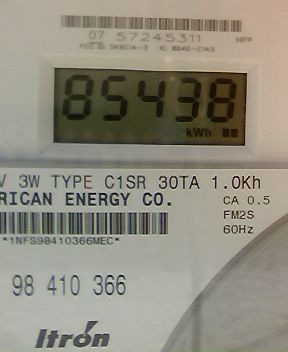 07 57245311 HPP
85438
kWh
V 3W TYPE C1SR 30TA 1.0Kh
RICAN ENERGY CO. CA 0.5
FM2S
60Hz
*1NFS98410366MEC*
98 410 366
Itron